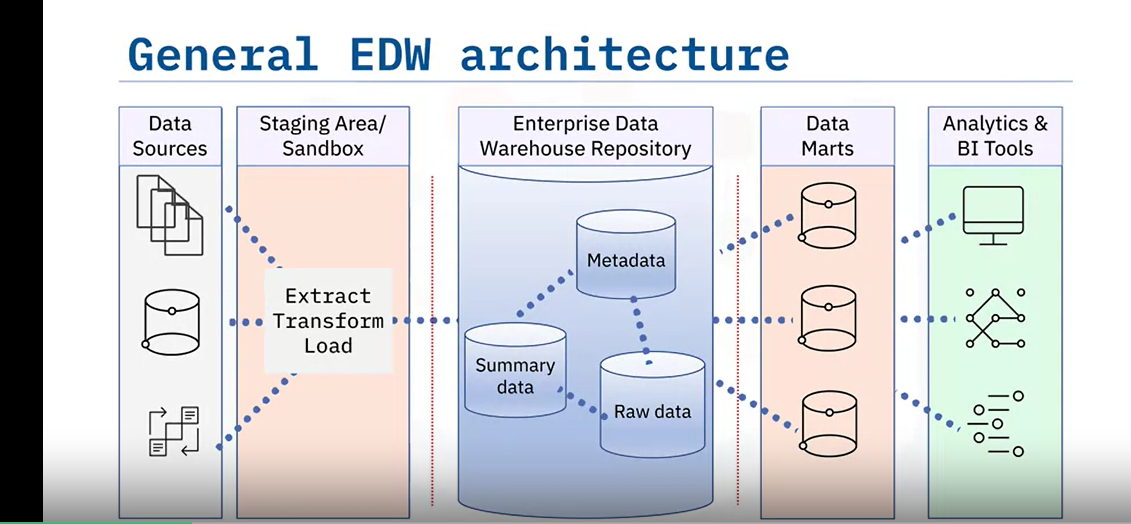 General EDW architecture
Data
Sources
Staging Area/
Sandbox
Enterprise Data
Warehouse Repository
Data
Marts
Analytics &
BI Tools
Extract
Transform
Load
Metadata
Summary
data
Raw data